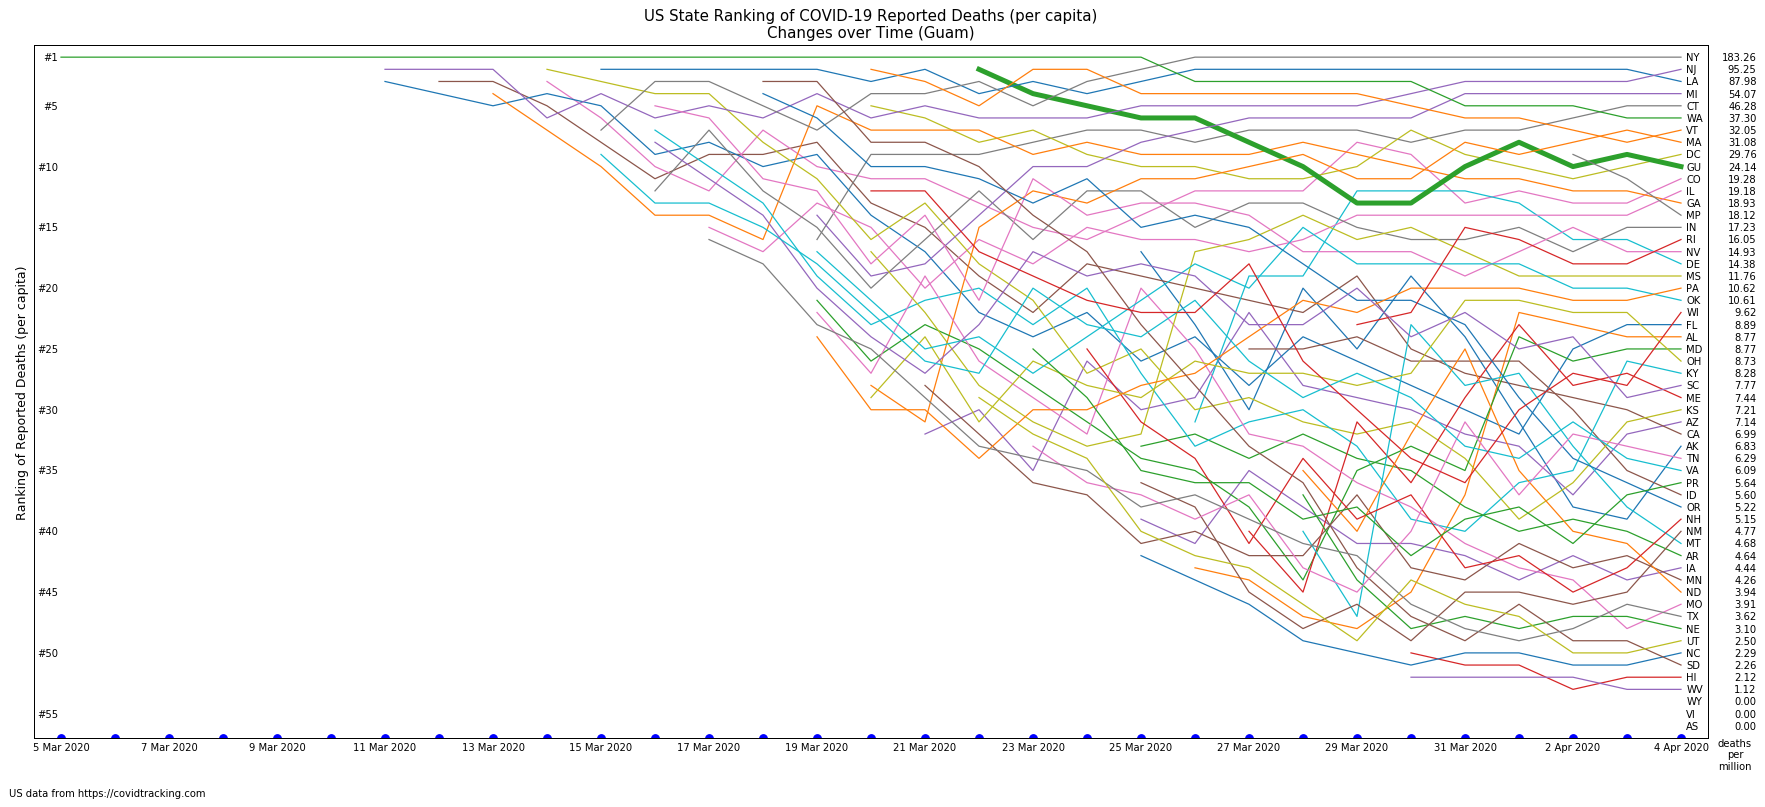 US State Ranking of COVID-19 Reported Deaths (per capita)
Changes over Time (Guam)
Ranking of Reported Deaths (per capita)
#1
#5
#10
#15
#20
#25
#30
#35
#40
#45
#50
#55
NY 183.26
NJ 95.25
LA 87.98
MI 54.07
CT 46.28
WA 37.30
VT 32.05
MA 31.08
DC 29.76
GU 24.14
CO 19.28
IL 19.18
GA 18.93
MP 18.12
IN 17.23
RI 16.05
NV 14.93
DE 14.38
MS 11.76
PA 10.62
OK 10.61
WI 9.62
FL 8.89
AL 8.77
MD 8.77
OH 8.73
KY 8.28
SC 7.77
ME 7.44
KS 7.21
AZ 7.14
CA 6.99
AK 6.83
TN 6.29
VA 6.09
PR 5.64
ID 5.60
OR 5.22
NH 5.15
NM 4.77
MT 4.68
AR 4.64
IA 4.44
MN 4.26
ND 3.94
MO 3.91
TX 3.62
NE 3.10
UT 2.50
NC 2.29
SD 2.26
HI 2.12
WV 1.12
WY 0.00
VI 0.00
AS 0.00
5 Mar 2020 7 Mar 2020 9 Mar 2020 11 Mar 2020 13 Mar 2020 15 Mar 2020 17 Mar 2020 19 Mar 2020 21 Mar 2020 23 Mar 2020 25 Mar 2020 27 Mar 2020 29 Mar 2020 31 Mar 2020 2 Apr 2020 4 Apr 2020
deaths
per
million
US data from https://covidtracking.com